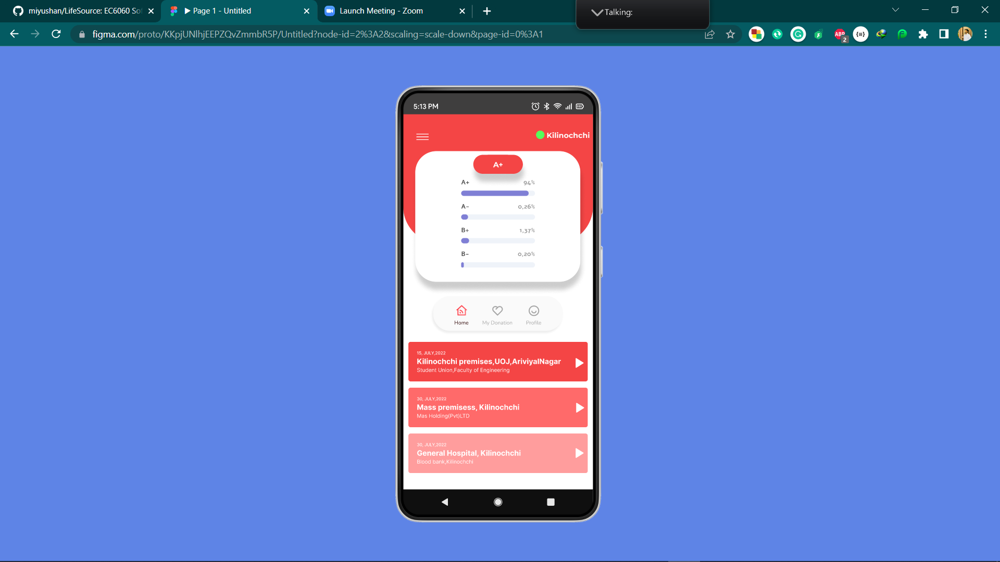 miyushan/LifeSource: EC6060 Sof
Page 1 - Untitled
Launch Meeting - Zoom
Talking:
figma.com/proto/KKpjUNlhjEEPZQvZmmbR5P/Untitled?node-id=2%3A2&scaling=scale-down&page-id=0%3A1
ABP
2
5:13 PM
Kilinochchi
A+
A+ 94%
A- 0,26%
B+ 1,37%
B- 0,20%
Home My Donation Profile
15, JULY,2022
Kilinochchi premises,UOJ,AriviyalNagar
Student Union,Faculty of Engineering
30, JULY,2022
Mass premisess, Kilinochchi
Mas Holding(Pvt)LTD
30, JULY,2022
General Hospital, Kilinochchi
Blood bank,Kilinochchi